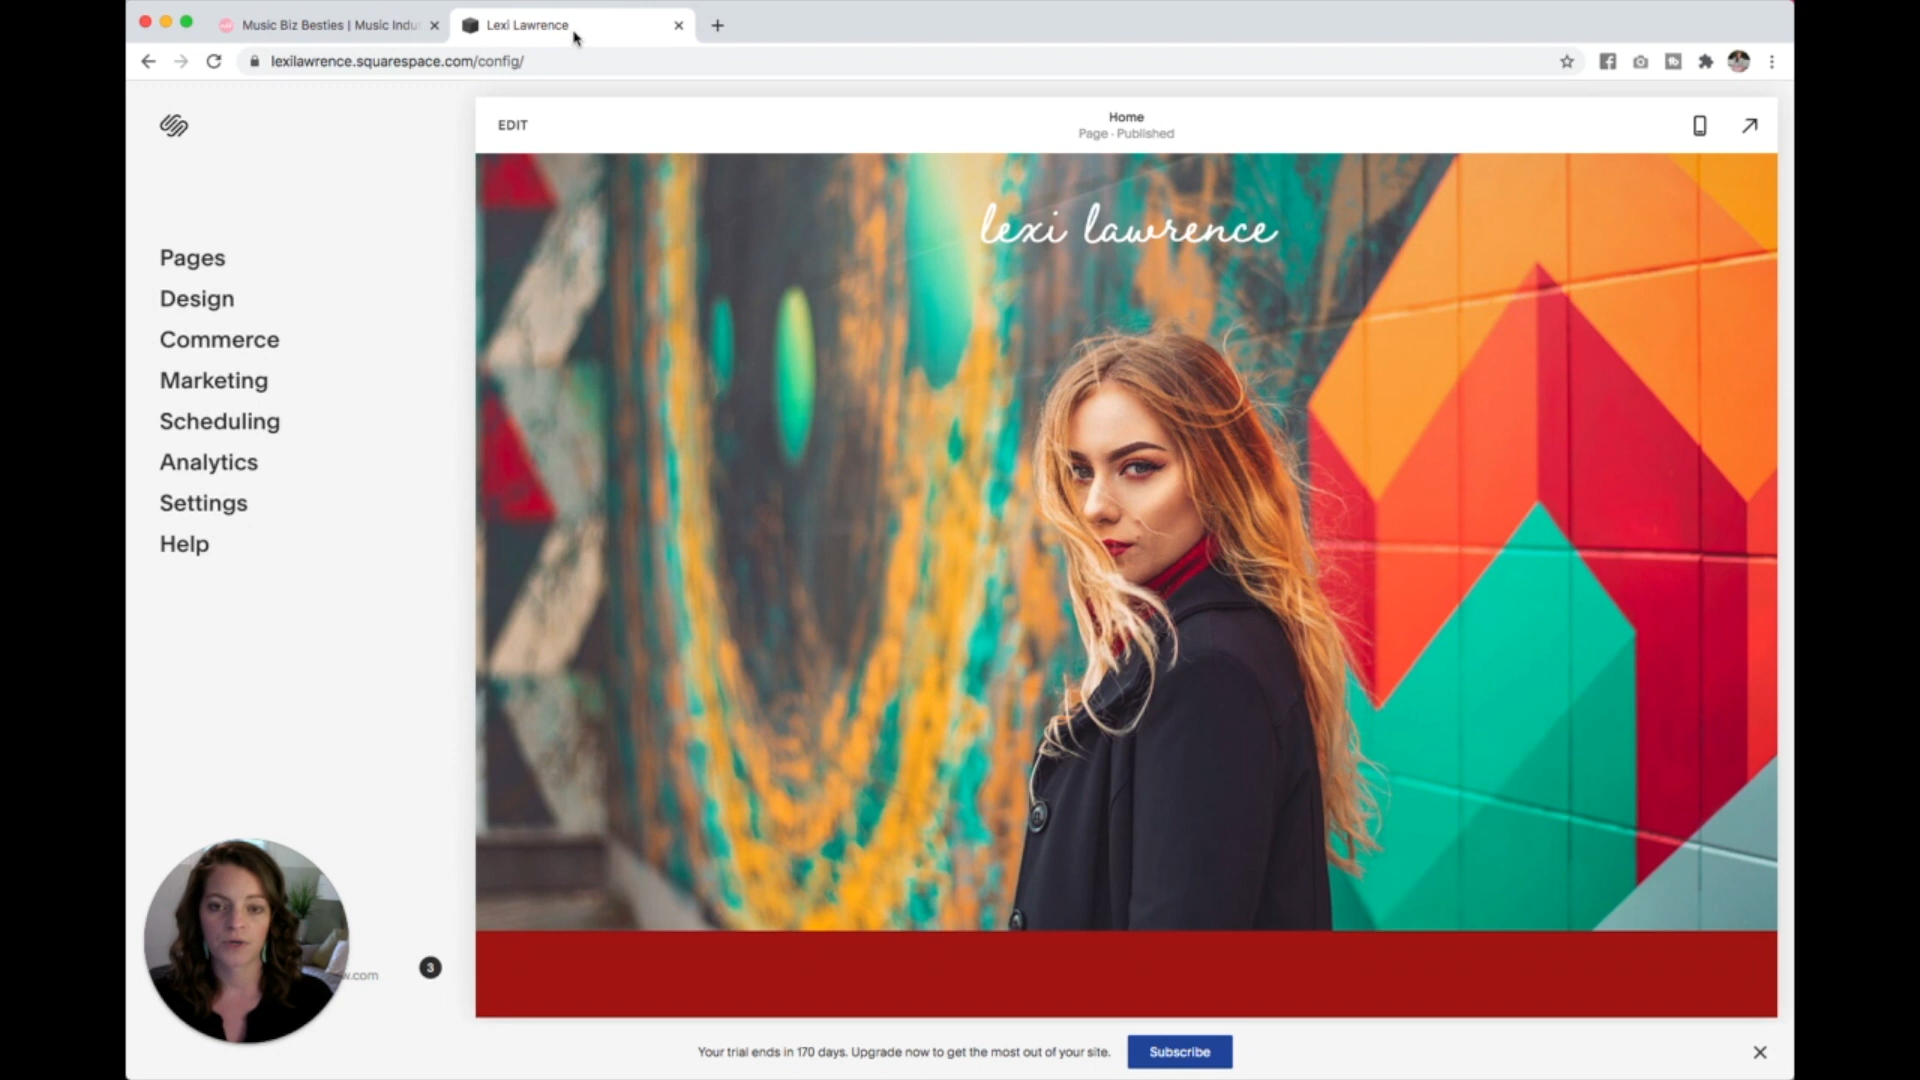 Music Biz Besties | Music Indu
Lexi Lawrence
lexilawrence.squarespace.com/config/
EDIT
Home
Page · Published
lexi lawrence
Pages
Design
Commerce
Marketing
Scheduling
Analytics
Settings
Help
w.com
3
Your trial ends in 170 days. Upgrade now to get the most out of your site.
Subscribe